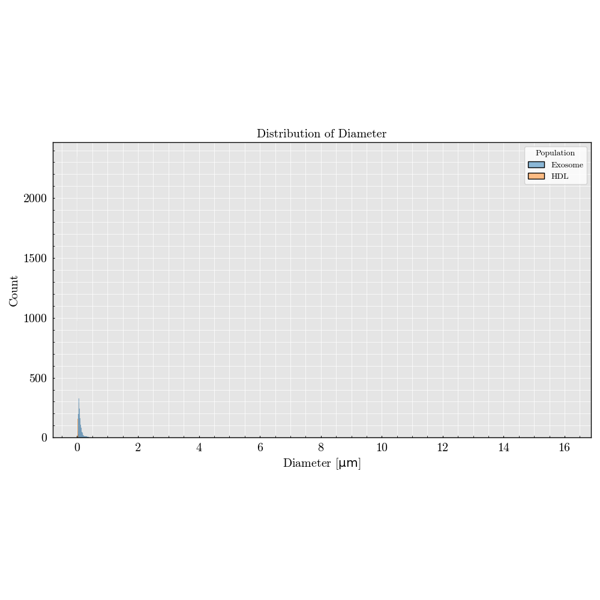 Distribution of Diameter
Population
Exosome
HDL
2000
1500
1000
500
0
Count
0 2 4 6 8 10 12 14 16
Diameter [μm]